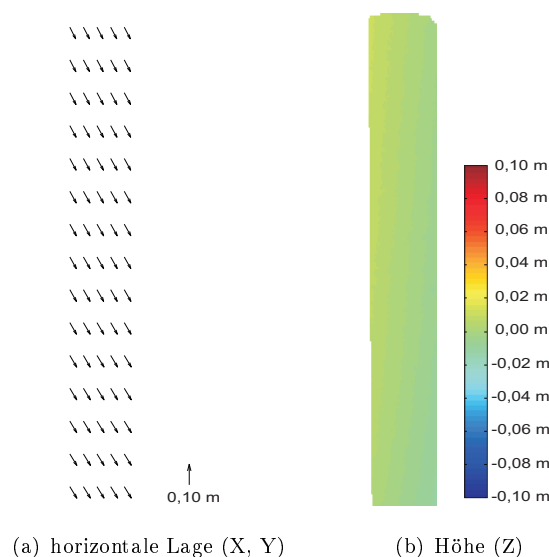 0,10 m
0,10 m
0,08 m
0,06 m
0,04 m
0,02 m
0,00 m
-0,02 m
-0,04 m
-0,06 m
-0,08 m
-0,10 m
(a) horizontale Lage (X, Y)
(b) Höhe (Z)